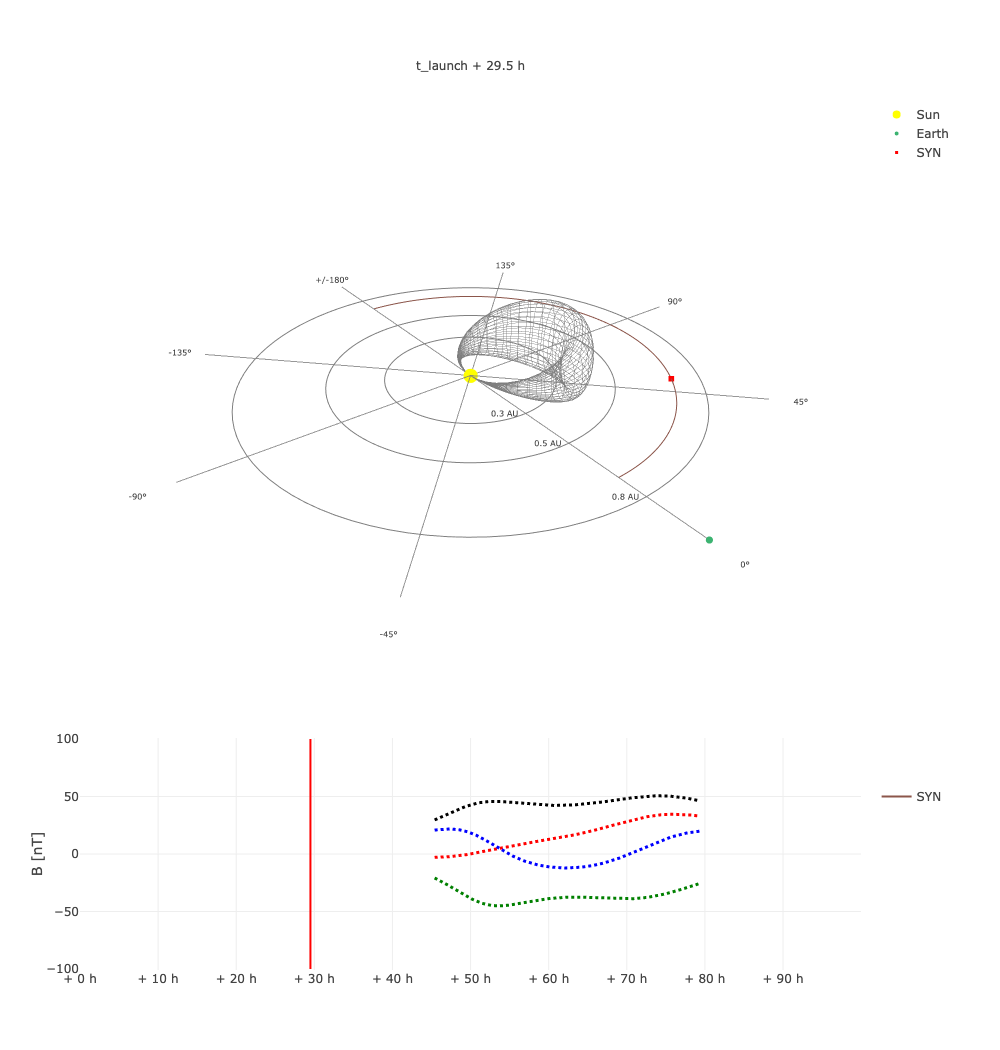 t_launch + 29.5 h
Sun
Earth
SYN
135°
+/-180°
90°
-135°
45°
0.3 AU
0.5 AU
-90°
0.8 AU
0°
-45°
100
50
SYN
0
B [nT]
−50
−100
+ 0 h
+ 10 h
+ 20 h
+ 30 h
+ 40 h
+ 50 h
+ 60 h
+ 70 h
+ 80 h
+ 90 h